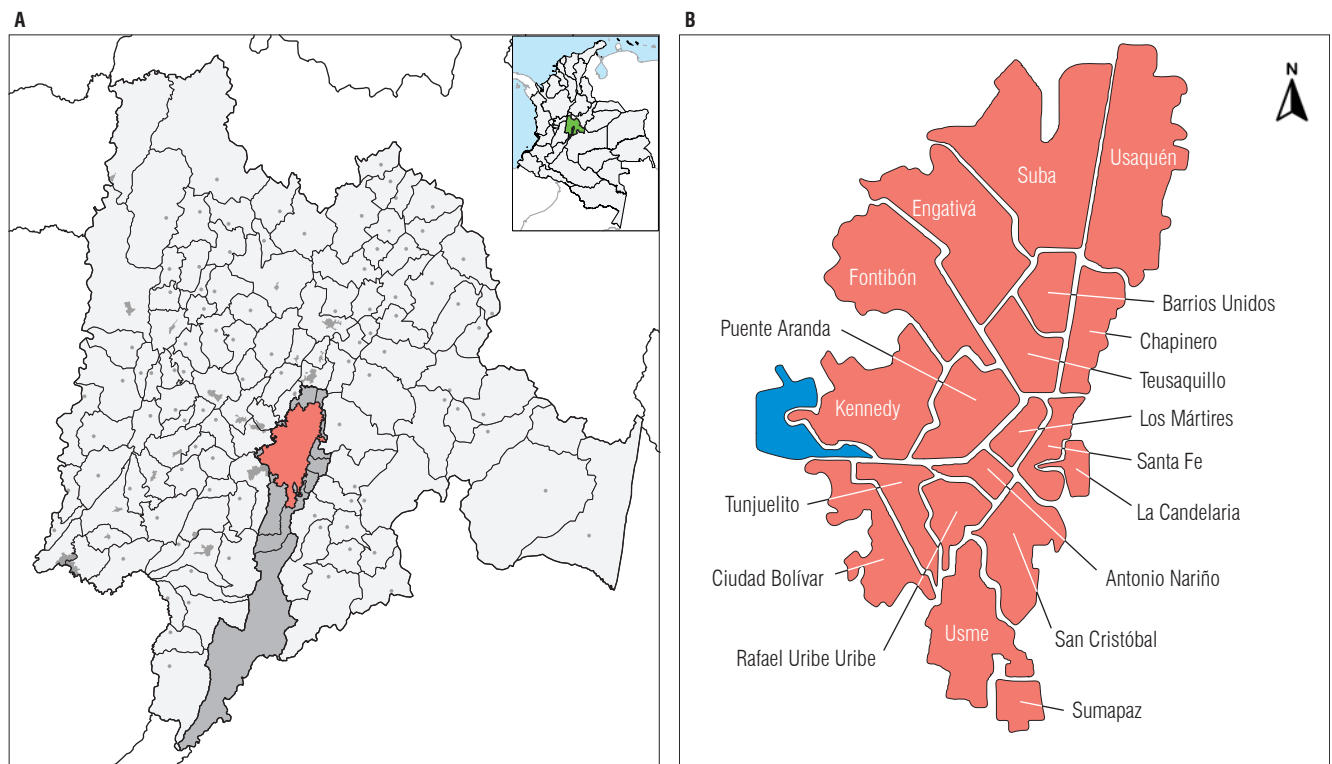 A
B
N
Usaquén
Suba
Engativá
Fontibón
Barrios Unidos
Puente Aranda
Chapinero
Teusaquillo
Kennedy
Los Mártires
Santa Fe
Tunjuelito
La Candelaria
Ciudad Bolívar
Antonio Nariño
Usme
San Cristóbal
Rafael Uribe Uribe
Sumapaz